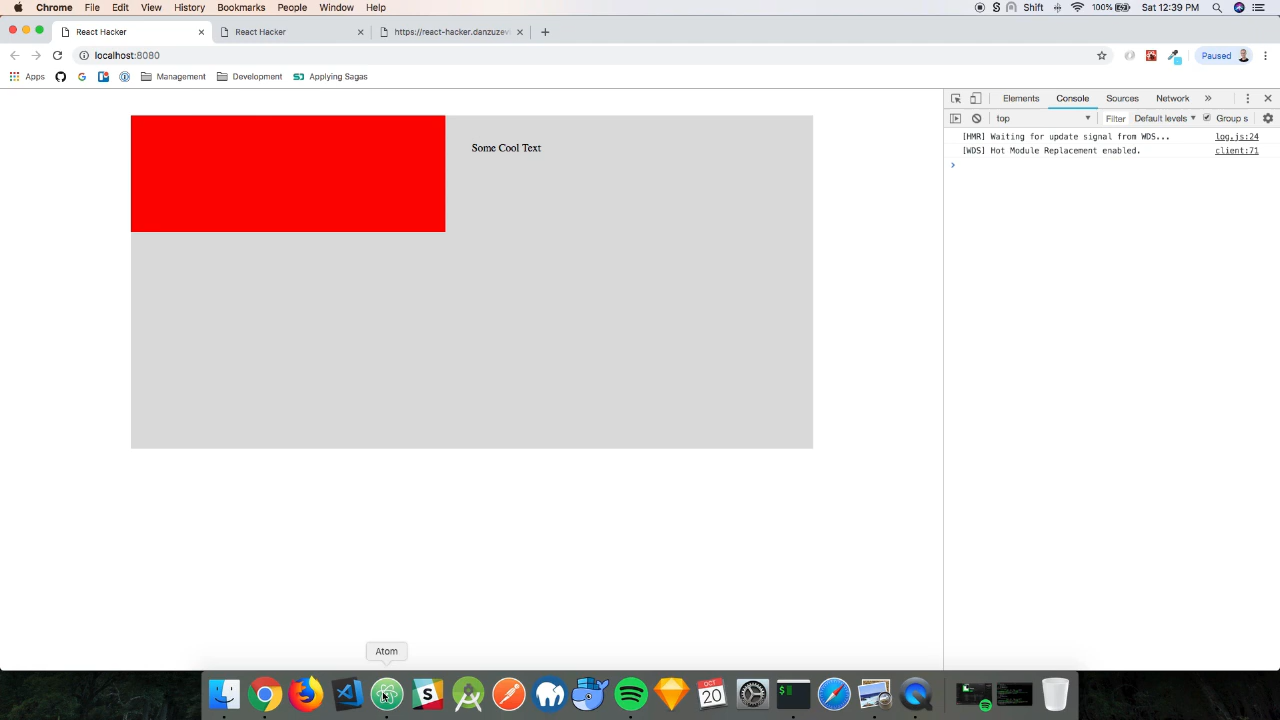 Chrome File Edit View History Bookmarks People Window Help
Shift 100% Sat 12:39 PM
React Hacker React Hacker https://react-hacker.danzuzevi
localhost:8080
Paused
Apps Management Development Applying Sagas
Elements Console Sources Network
top Filter Default levels Group s
[HMR] Waiting for update signal from WDS... log.js:24
[WDS] Hot Module Replacement enabled. client:71
Some Cool Text
Atom
OCT
20